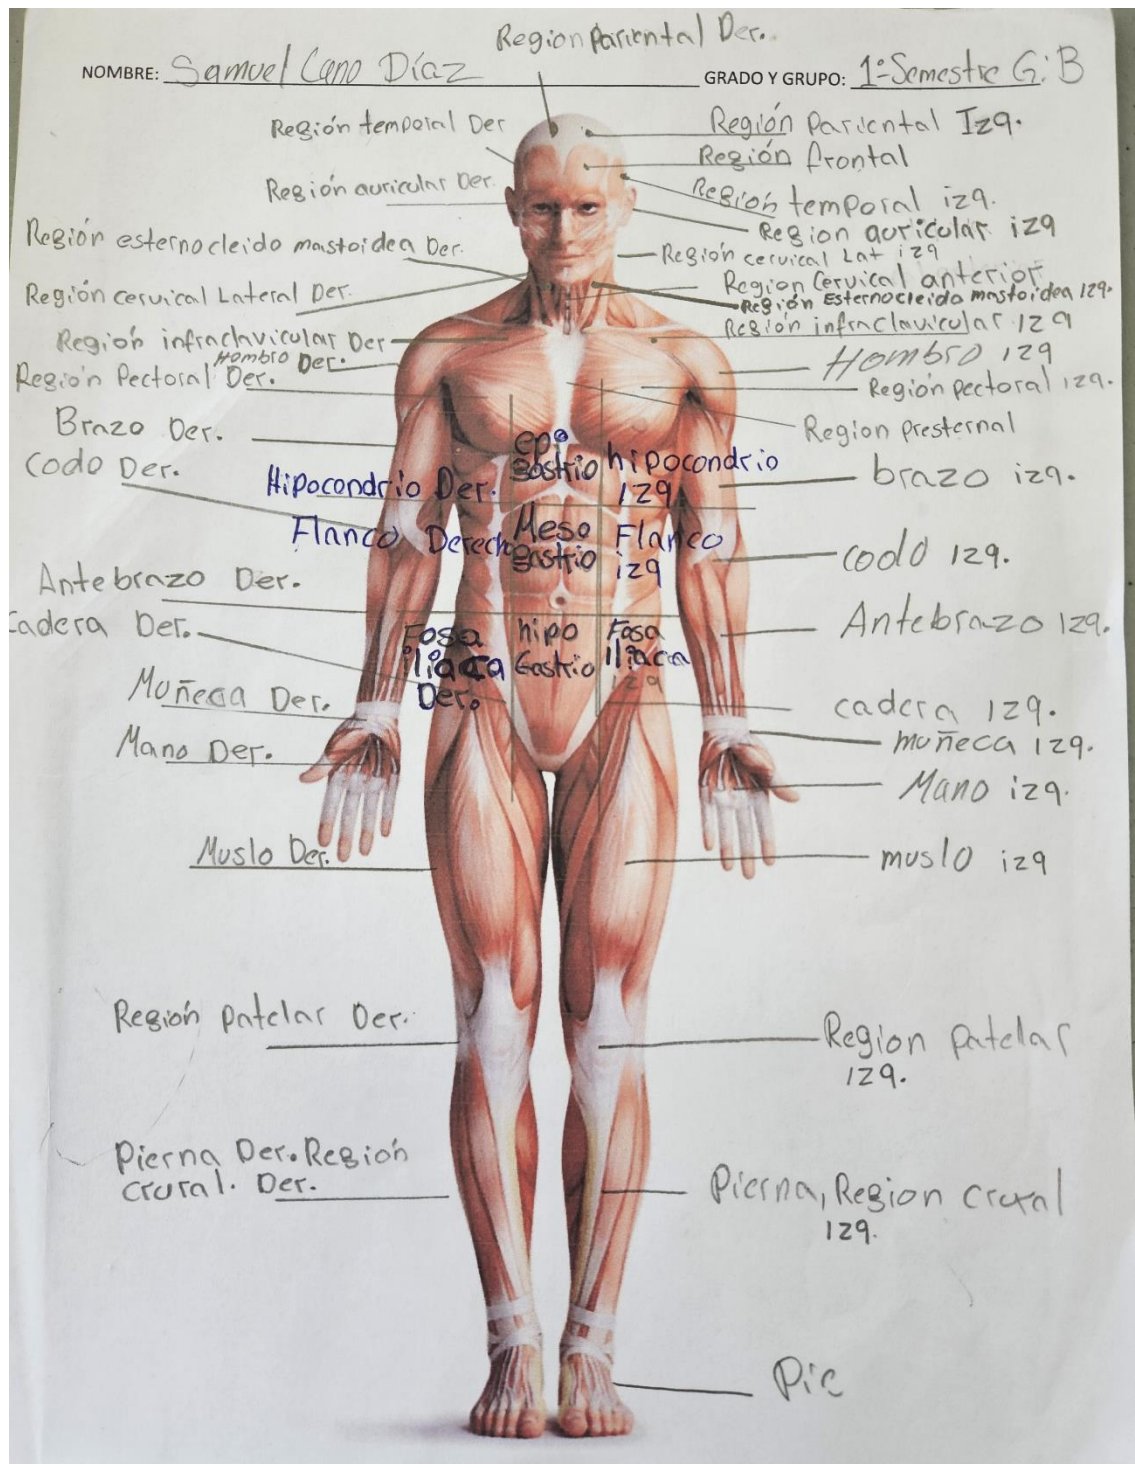 Region Pariental Der.
NOMBRE: Samuel Cano Díaz GRADO Y GRUPO: 1º Semestre G: B
Región temporal Der
Región Pariental Izq.
Región frontal
Región auricular Der.
Región temporal izq.
Region auricular izq
Región esternocleido mastoidea Der.
Región cervical Lat izq
Región Cervical anterior
Región cervical Lateral Der.
Región Esternocleido mastoidea izq.
Región infraclavicular izq
Región infraclavicular Der
Hombro Der.
Hombro izq
Región Pectoral Der.
Región pectoral izq.
Brazo Der.
Region presternal
Codo Der.
epi
gastrio
hipocondrio
izq
Hipocondrio Der.
brazo izq.
Flanco Derech
Meso
gastrio
Flanco
izq
codo izq.
Antebrazo Der.
Antebrazo izq.
Cadera Der.
Fosa
iliaca
Der.
hipo
Gastrio
Fosa
iliaca
izq
Muñeca Der.
cadera izq.
muñeca izq.
Mano Der.
Mano izq.
Muslo Der.
muslo izq
Región patelar Der.
Region patelar
izq.
Pierna Der. Región
crural. Der.
Pierna, Region crural
izq.
Pie